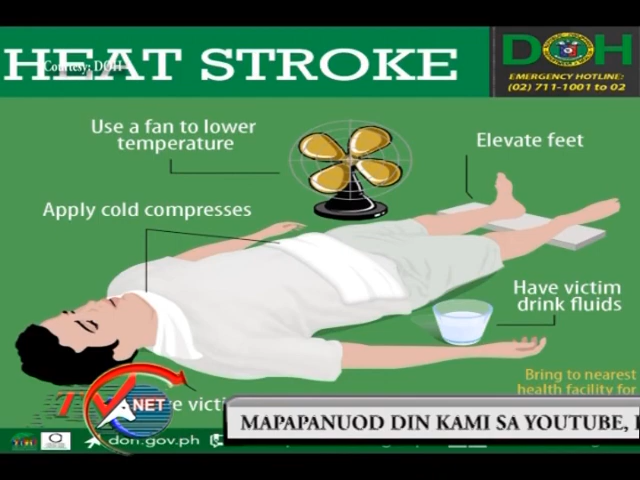 HEAT STROKE
Courtesy: DOH
DOH
EMERGENCY HOTLINE:
(02) 711-1001 to 02
Use a fan to lower
temperature
Elevate feet
Apply cold compresses
Have victim
drink fluids
Bring to nearest
health facility for
NET
MAPAPANUOD DIN KAMI SA YOUTUBE,
doh.gov.ph